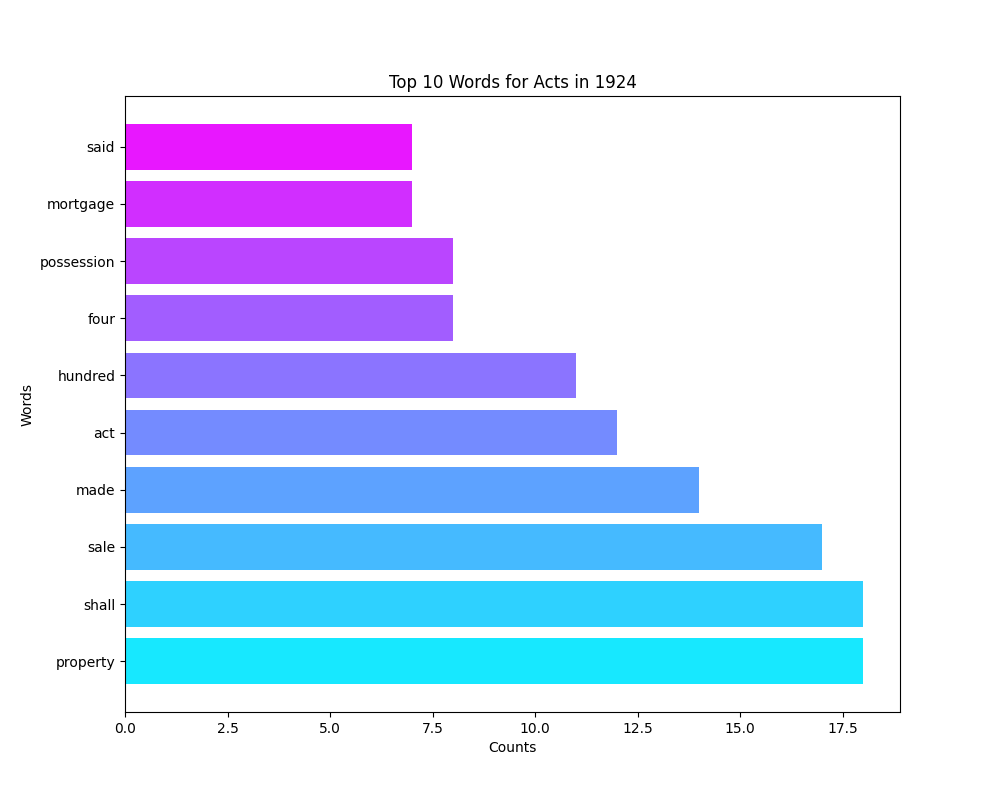 Top 10 Words for Acts in 1924
said
mortgage
possession
four
hundred
act
made
sale
shall
property
Words
0.0 2.5 5.0 7.5 10.0 12.5 15.0 17.5
Counts